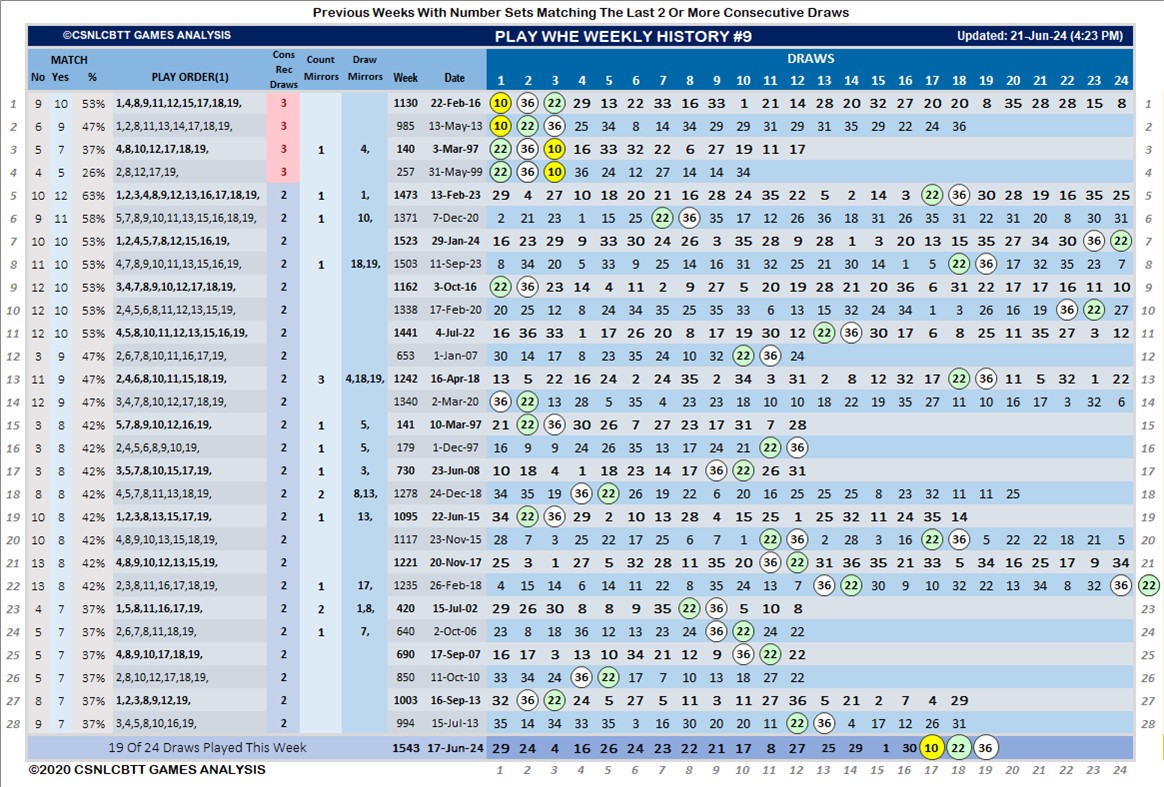 Previous Weeks With Number Sets Matching The Last 2 Or More Consecutive Draws
©CSNLCBTT GAMES ANALYSIS PLAY WHE WEEKLY HISTORY #9 Updated: 21-Jun-24 (4:23 PM)
MATCH Cons Rec Draws Count Mirrors Draw Mirrors DRAWS
No Yes % PLAY ORDER(1) Week Date 1 2 3 4 5 6 7 8 9 10 11 12 13 14 15 16 17 18 19 20 21 22 23 24
1 9 10 53% 1,4,8,9,11,12,15,17,18,19, 3 1130 22-Feb-16 10 36 22 29 13 22 33 16 33 1 21 14 28 20 32 27 20 20 8 35 28 28 15 8 1
2 6 9 47% 1,2,8,11,13,14,17,18,19, 3 985 13-May-13 10 22 36 25 34 8 14 34 29 29 31 29 31 35 29 22 24 36 2
3 5 7 37% 4,8,10,12,17,18,19, 3 1 4, 140 3-Mar-97 22 36 10 16 33 32 22 6 27 19 11 17 3
4 4 5 26% 2,8,12,17,19, 3 257 31-May-99 22 36 10 36 24 12 27 14 14 34 4
5 10 12 63% 1,2,3,4,8,9,12,13,16,17,18,19, 2 1 1, 1473 13-Feb-23 29 4 27 10 18 20 21 16 28 24 35 22 5 2 14 3 22 36 30 28 19 16 35 25 5
6 9 11 58% 5,7,8,9,10,11,13,15,16,18,19, 2 1 10, 1371 7-Dec-20 2 21 23 1 15 25 22 36 35 17 12 26 36 18 31 26 35 31 22 31 20 8 30 31 6
7 10 10 53% 1,2,4,5,7,8,12,15,16,19, 2 1523 29-Jan-24 16 23 29 9 33 30 24 26 3 35 28 9 28 1 3 20 13 15 35 27 34 30 36 22 7
8 11 10 53% 4,7,8,9,10,11,13,15,16,19, 2 1 18,19, 1503 11-Sep-23 8 34 20 5 33 9 25 14 16 31 32 25 21 30 14 1 5 22 36 17 32 35 23 7 8
9 12 10 53% 3,4,7,8,9,10,12,17,18,19, 2 1162 3-Oct-16 22 36 23 14 4 11 2 9 27 5 20 19 28 21 20 36 6 31 22 17 17 16 11 10 9
10 12 10 53% 2,4,5,6,8,11,12,13,15,19, 2 1338 17-Feb-20 20 25 12 8 24 34 35 25 35 33 6 13 15 32 24 34 1 3 26 16 19 36 22 27 10
11 12 10 53% 4,5,8,10,11,12,13,15,16,19, 2 1441 4-Jul-22 16 36 33 1 17 26 20 8 17 19 30 12 22 36 30 17 6 8 25 11 35 27 3 12 11
12 3 9 47% 2,6,7,8,10,11,16,17,19, 2 653 1-Jan-07 30 14 17 8 23 35 24 10 32 22 36 24 12
13 11 9 47% 2,4,6,8,10,11,15,18,19, 2 3 4,18,19, 1242 16-Apr-18 13 5 22 16 24 2 24 35 2 34 3 31 2 8 12 32 17 22 36 11 5 32 1 22 13
14 12 9 47% 3,4,7,8,10,12,17,18,19, 2 1340 2-Mar-20 36 22 13 28 5 35 4 23 23 28 10 10 18 22 19 35 27 11 10 16 17 3 32 6 14
15 3 8 42% 5,7,8,9,10,12,16,19, 2 1 5, 141 10-Mar-97 21 22 36 30 26 7 27 23 17 31 7 28 15
16 3 8 42% 2,4,5,6,8,9,10,19, 2 1 5, 179 1-Dec-97 16 9 9 24 26 35 13 17 24 21 22 36 16
17 3 8 42% 3,5,7,8,10,15,17,19, 2 1 3, 730 23-Jun-08 10 18 4 1 18 23 14 17 36 22 26 31 17
18 8 8 42% 4,5,7,8,11,13,18,19, 2 2 8,13, 1278 24-Dec-18 34 35 19 36 22 26 19 22 6 20 16 25 25 25 8 23 32 11 11 25 18
19 10 8 42% 1,2,3,8,13,15,17,19, 2 1 13, 1095 22-Jun-15 34 22 36 29 2 10 13 28 4 15 25 1 25 32 11 24 35 14 19
20 10 8 42% 4,8,9,10,13,15,18,19, 2 1117 23-Nov-15 28 7 3 25 22 17 25 6 7 1 22 36 2 28 3 16 22 36 5 22 22 18 21 5 20
21 13 8 42% 4,8,9,10,12,13,15,19, 2 1221 20-Nov-17 25 3 1 27 5 32 28 11 35 20 36 22 31 36 35 21 33 5 34 16 25 17 9 34 21
22 13 8 42% 2,3,8,11,16,17,18,19, 2 1 17, 1235 26-Feb-18 4 15 14 6 14 11 22 8 35 24 13 7 36 22 30 9 10 32 22 13 34 8 32 36 22 22
23 4 7 37% 1,5,8,11,16,17,19, 2 2 1,8, 420 15-Jul-02 29 26 30 8 8 9 35 22 36 5 10 8 23
24 5 7 37% 2,6,7,8,11,18,19, 2 1 7, 640 2-Oct-06 23 8 18 36 12 13 23 24 36 22 24 22 24
25 5 7 37% 4,8,9,10,17,18,19, 2 690 17-Sep-07 16 17 3 13 10 34 21 12 9 36 22 22 25
26 5 7 37% 2,8,10,12,17,18,19, 2 850 11-Oct-10 33 34 24 36 22 17 7 10 13 18 27 22 26
27 8 7 37% 1,2,3,8,9,12,19, 2 1003 16-Sep-13 32 36 22 24 5 27 5 11 3 11 27 36 5 21 2 7 4 29 27
28 9 7 37% 3,4,5,8,10,16,19, 2 994 15-Jul-13 35 14 34 33 35 3 16 30 20 20 11 22 36 4 17 12 26 31 28
19 Of 24 Draws Played This Week 1543 17-Jun-24 29 24 4 16 26 24 23 22 21 17 8 27 25 29 1 30 10 22 36
©2020 CSNLCBTT GAMES ANALYSIS 1 2 3 4 5 6 7 8 9 10 11 12 13 14 15 16 17 18 19 20 21 22 23 24